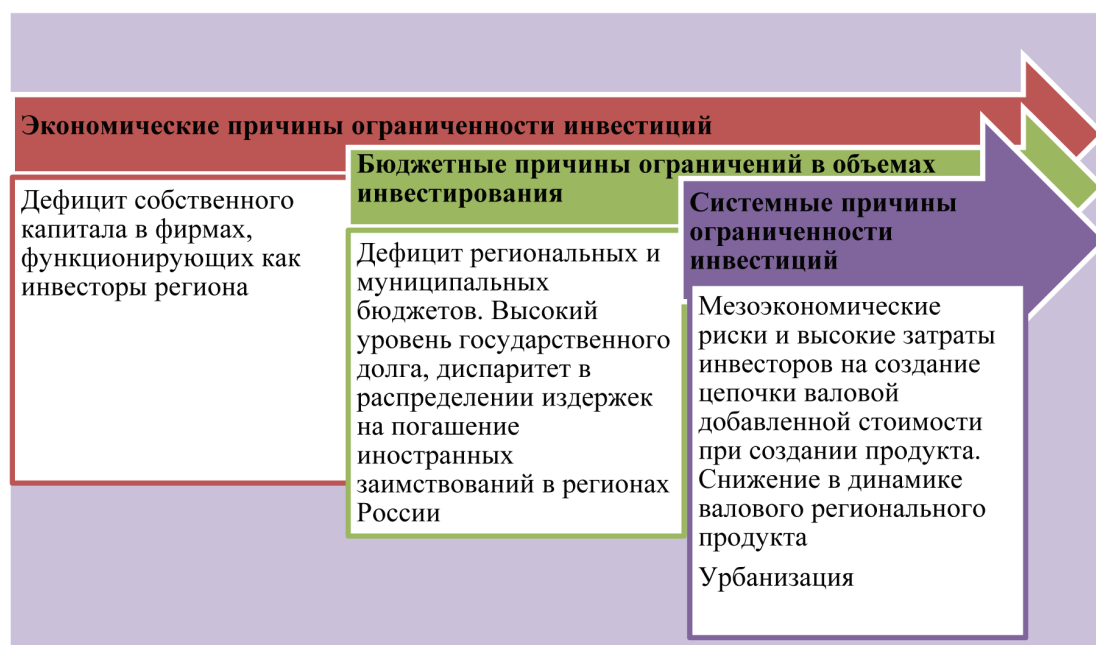 Экономические причины ограниченности инвестиций
Дефицит собственного
капитала в фирмах,
функционирующих как
инвесторы региона
Бюджетные причины ограничений в объемах
инвестирования
Дефицит региональных и
муниципальных
бюджетов. Высокий
уровень государственного
долга, диспаритет в
распределении издержек
на погашение
иностранных
заимствований в регионах
России
Системные причины
ограниченности
инвестиций
Мезоэкономические
риски и высокие затраты
инвесторов на создание
цепочки валовой
добавленной стоимости
при создании продукта.
Снижение в динамике
валового регионального
продукта
Урбанизация